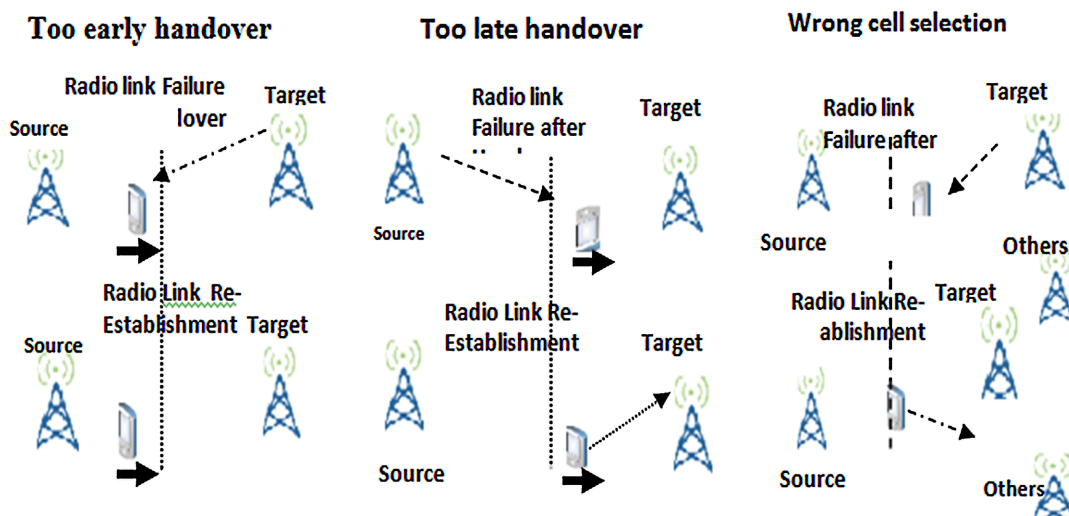 Too early handover
Radio link Failure
lover
Target
Source
Radio Link Re-
Establishment
Target
Source
Too late handover
Radio link
Failure after
Target
Source
Radio Link Re-
Establishment
Target
Source
Wrong cell selection
Radio link
Failure after
Target
Source
Others
Radio Link Re-
ablishment
Target
Source
Others